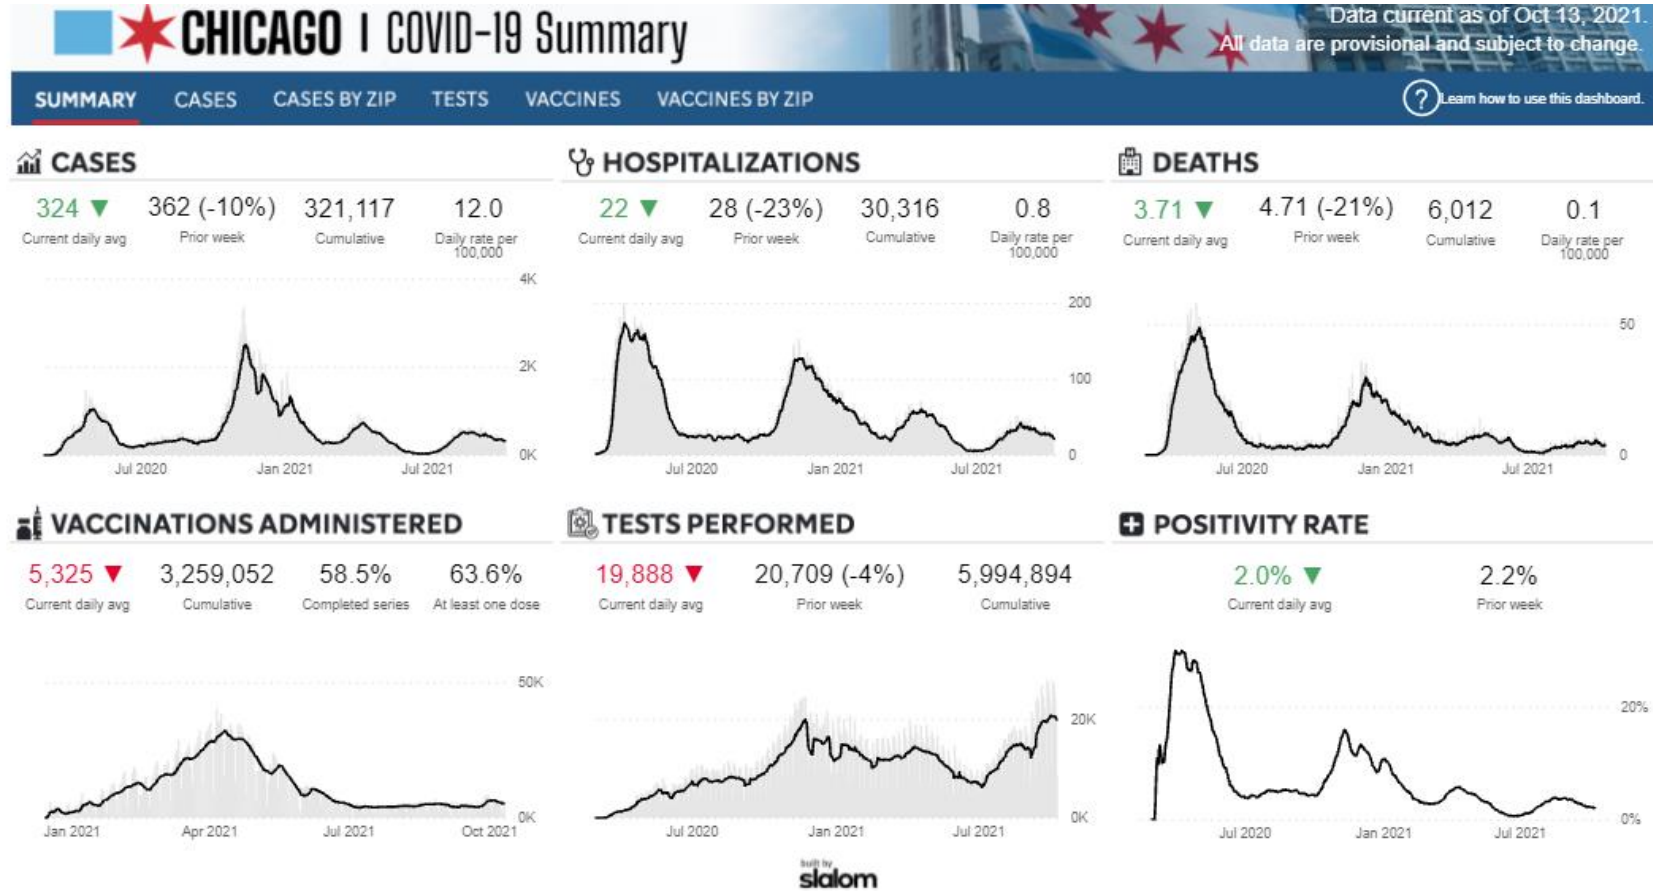 CHICAGO | COVID-19 Summary
Data current as of Oct 13, 2021.
All data are provisional and subject to change.
SUMMARY CASES CASES BY ZIP TESTS VACCINES VACCINES BY ZIP
? Learn how to use this dashboard.
CASES
324 ▼ 362 (-10%) 321,117 12.0
Current daily avg Prior week Cumulative Daily rate per
100,000
4K
2K
0K
Jul 2020 Jan 2021 Jul 2021
HOSPITALIZATIONS
22 ▼ 28 (-23%) 30,316 0.8
Current daily avg Prior week Cumulative Daily rate per
100,000
200
100
0
Jul 2020 Jan 2021 Jul 2021
DEATHS
3.71 ▼ 4.71 (-21%) 6,012 0.1
Current daily avg Prior week Cumulative Daily rate per
100,000
50
0
Jul 2020 Jan 2021 Jul 2021
VACCINATIONS ADMINISTERED
5,325 ▼ 3,259,052 58.5% 63.6%
Current daily avg Cumulative Completed series At least one dose
50K
0K
Jan 2021 Apr 2021 Jul 2021 Oct 2021
TESTS PERFORMED
19,888 ▼ 20,709 (-4%) 5,994,894
Current daily avg Prior week Cumulative
20K
0K
Jul 2020 Jan 2021 Jul 2021
POSITIVITY RATE
2.0% ▼ 2.2%
Current daily avg Prior week
20%
0%
Jul 2020 Jan 2021 Jul 2021
built by
slalom